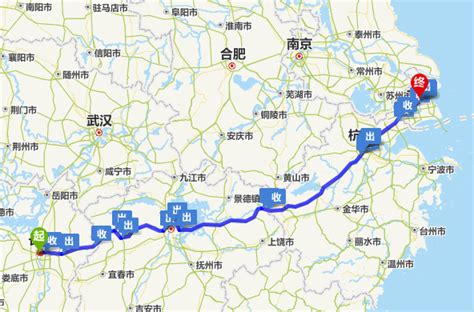 南阳市
驻马店市
阜阳市
淮南市
泰州市
信阳市
合肥
南京
襄阳市
常州市
随州市
苏州市
终
出
芜湖市
收
荆门市
武汉
铜陵市
杭
出
荆州市
安庆市
咸宁市
九江市
黄山市
宁波市
岳阳市
景德镇
收
金华市
台州市
出
出
起
收
出
收
出
上饶市
丽水市
宜春市
抚州市
温州市
娄底市
吉安市